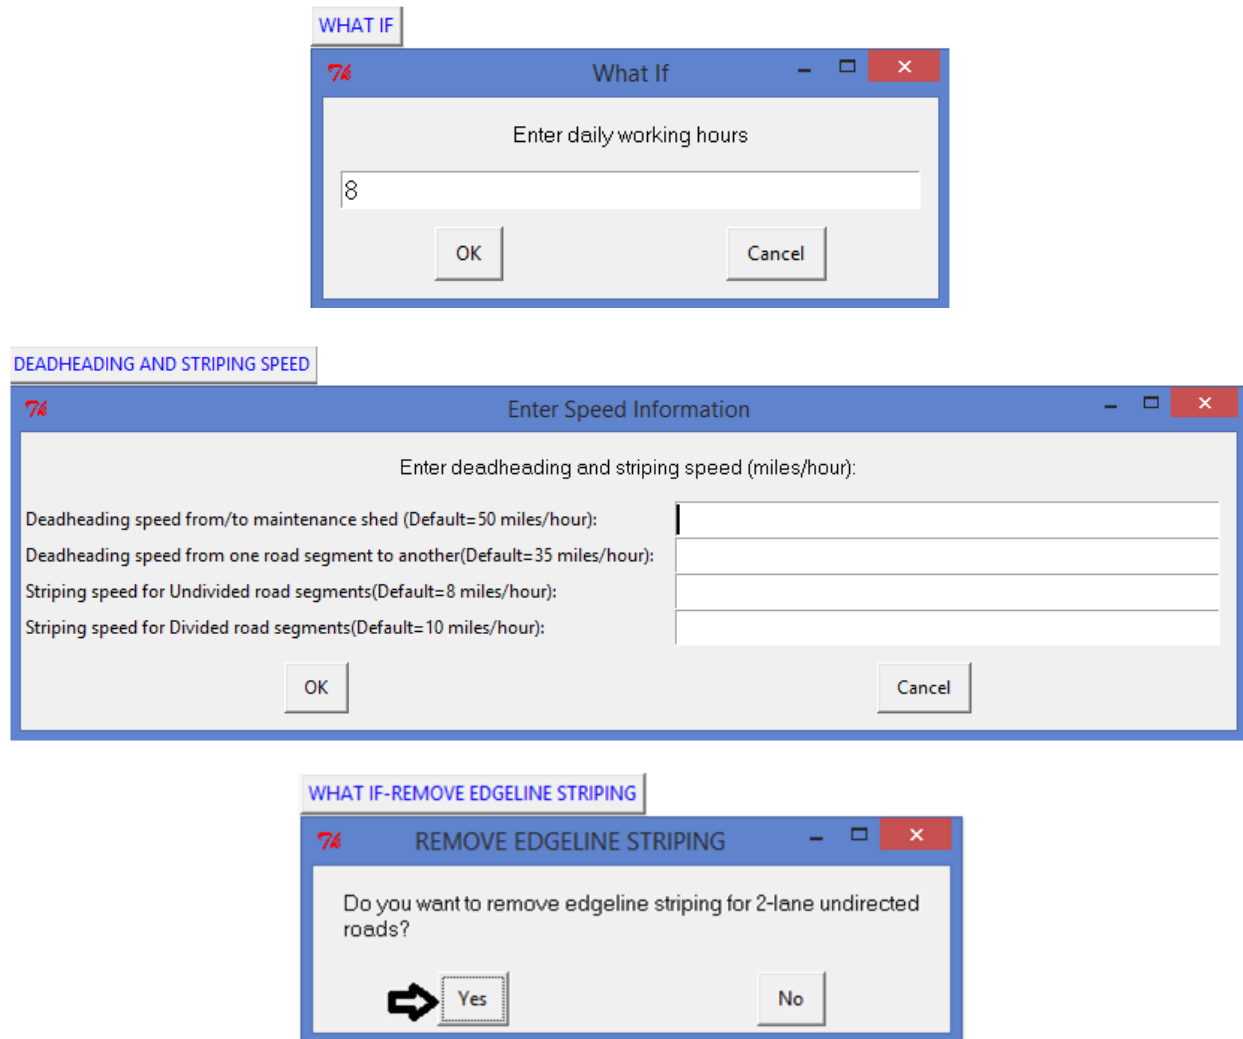 WHAT IF
What If
Enter daily working hours
8
OK Cancel
DEADHEADING AND STRIPING SPEED
Enter Speed Information
Enter deadheading and striping speed (miles/hour):
Deadheading speed from/to maintenance shed (Default=50 miles/hour):
Deadheading speed from one road segment to another(Default=35 miles/hour):
Striping speed for Undivided road segments(Default=8 miles/hour):
Striping speed for Divided road segments(Default=10 miles/hour):
OK Cancel
WHAT IF-REMOVE EDGELINE STRIPING
REMOVE EDGELINE STRIPING
Do you want to remove edgeline striping for 2-lane undirected
roads?
Yes No